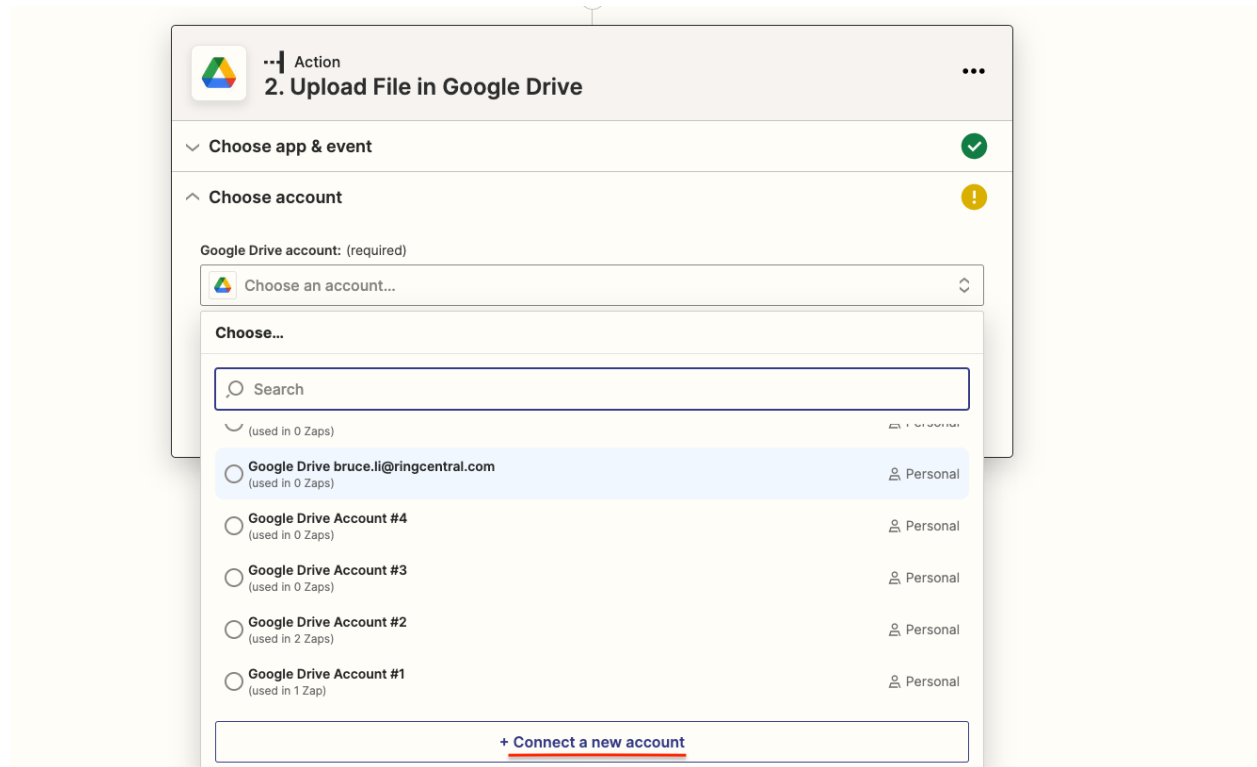 Action
2. Upload File in Google Drive
Choose app & event
Choose account
Google Drive account: (required)
Choose an account...
Choose...
Search
(used in 0 Zaps)
Google Drive bruce.li@ringcentral.com
(used in 0 Zaps)
Personal
Google Drive Account #4
(used in 0 Zaps)
Personal
Google Drive Account #3
(used in 0 Zaps)
Personal
Google Drive Account #2
(used in 2 Zaps)
Personal
Google Drive Account #1
(used in 1 Zap)
Personal
+ Connect a new account